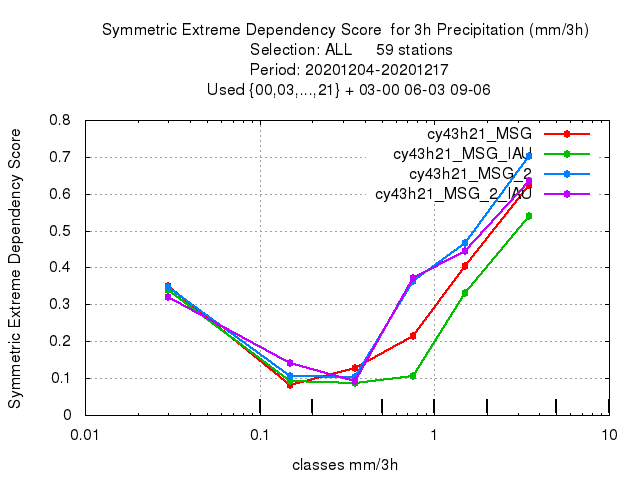 Symmetric Extreme Dependency Score  for 3h Precipitation (mm/3h)
Selection: ALL     59 stations
Period: 20201204-20201217
Used {00,03,...,21} + 03-00 06-03 09-06
Symmetric Extreme Dependency Score
0.8
0.7
0.6
0.5
0.4
0.3
0.2
0.1
0
cy43h21_MSG
cy43h21_MSG_IAU
cy43h21_MSG_2
cy43h21_MSG_2_IAU
0.01
0.1
1
10
classes mm/3h